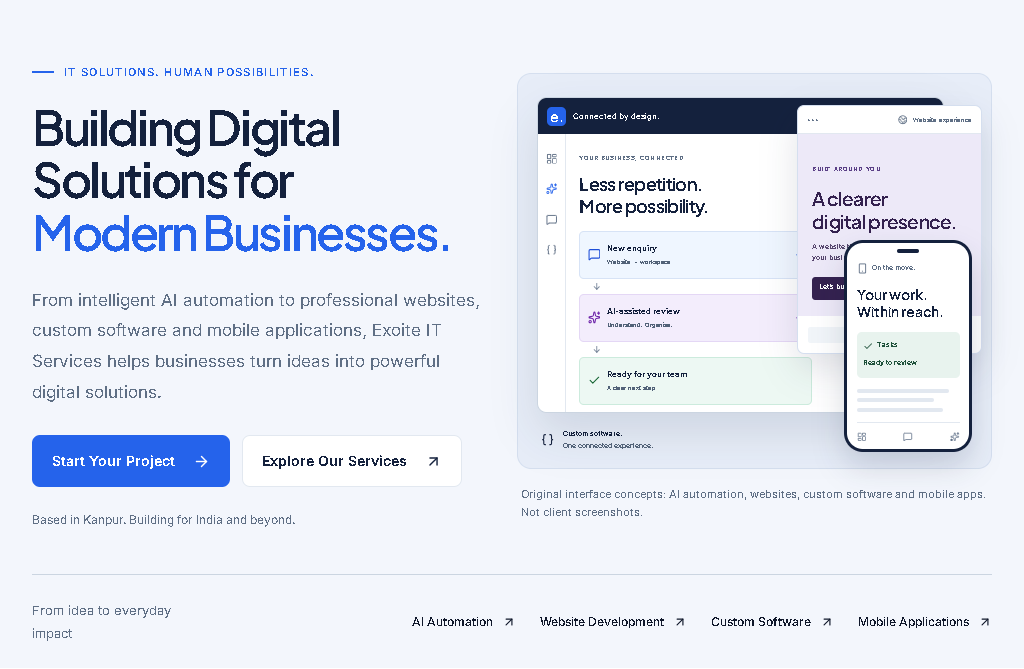 IT SOLUTIONS. HUMAN POSSIBILITIES.
Building Digital
Solutions for
Modern Businesses.
From intelligent AI automation to professional websites,
custom software and mobile applications, Exoite IT
Services helps businesses turn ideas into powerful
digital solutions.
Start Your Project
Explore Our Services
Based in Kanpur. Building for India and beyond.
e.
Connected by design.
YOUR BUSINESS, CONNECTED
Less repetition.
More possibility.
New enquiry
Website → workspace
AI-assisted review
Understand. Organise.
Ready for your team
A clear next step
{ } Custom software.
One connected experience.
Website experience
BUILT AROUND YOU
A clearer
digital presence.
A website
your busi
Let's bu
On the move.
Your work.
Within reach.
Tasks
Ready to review
Original interface concepts: AI automation, websites, custom software and mobile apps.
Not client screenshots.
From idea to everyday
impact
AI Automation
Website Development
Custom Software
Mobile Applications